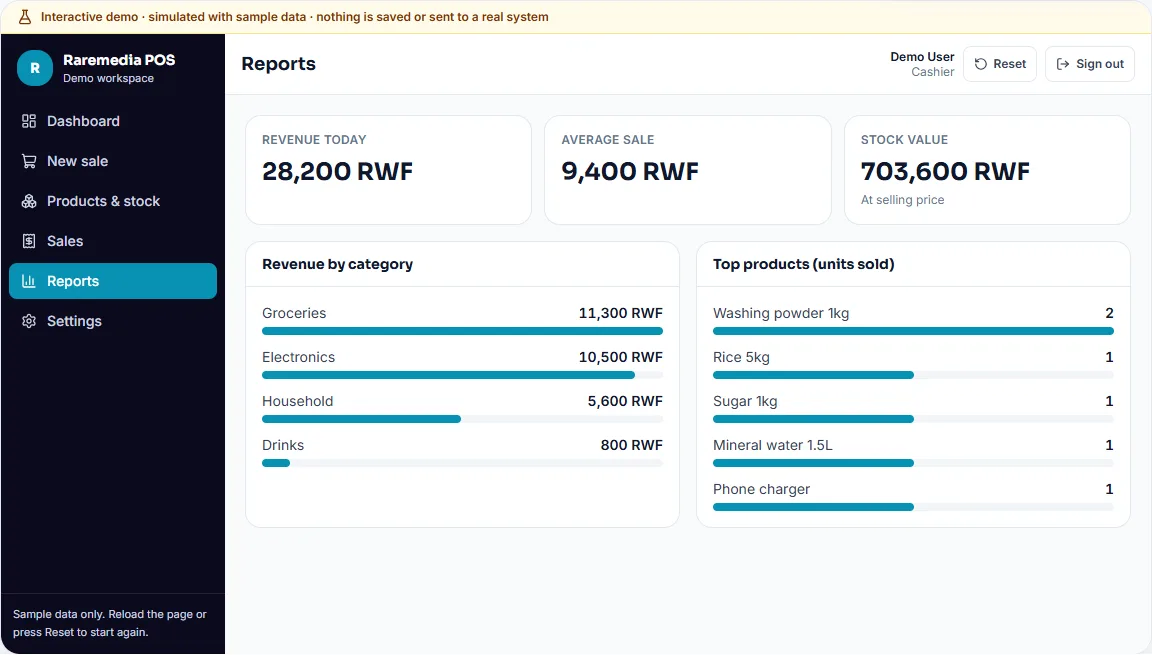 Interactive demo · simulated with sample data · nothing is saved or sent to a real system
R
Raremedia POS
Demo workspace
Dashboard
New sale
Products & stock
Sales
Reports
Settings
Sample data only. Reload the page or
press Reset to start again.
Reports
Demo User
Cashier
Reset
Sign out
REVENUE TODAY
28,200 RWF
AVERAGE SALE
9,400 RWF
STOCK VALUE
703,600 RWF
At selling price
Revenue by category
Groceries 11,300 RWF
Electronics 10,500 RWF
Household 5,600 RWF
Drinks 800 RWF
Top products (units sold)
Washing powder 1kg 2
Rice 5kg 1
Sugar 1kg 1
Mineral water 1.5L 1
Phone charger 1